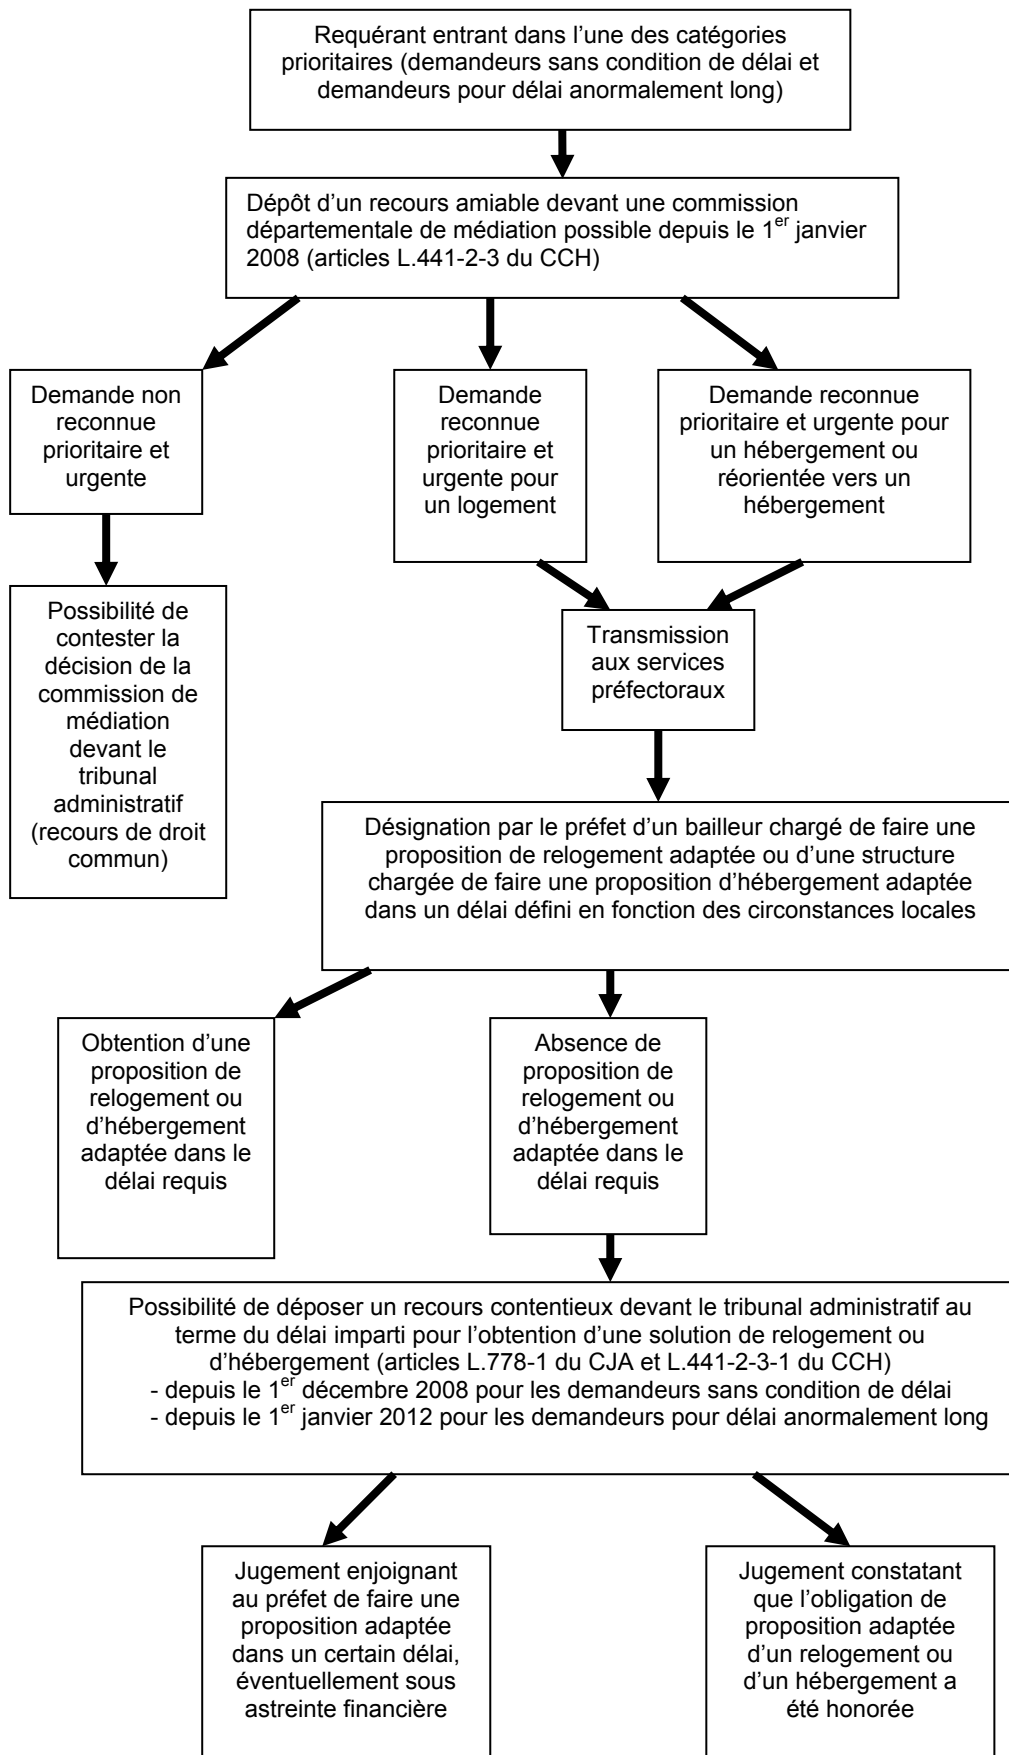 Requérant entrant dans l’une des catégories
prioritaires (demandeurs sans condition de délai et
demandeurs pour délai anormalement long)
Dépôt d’un recours amiable devant une commission
départementale de médiation possible depuis le 1er janvier
2008 (articles L.441-2-3 du CCH)
Demande non
reconnue
prioritaire et
urgente
Demande
reconnue
prioritaire et
urgente pour
un logement
Demande reconnue
prioritaire et urgente pour
un hébergement ou
réorientée vers un
hébergement
Possibilité de
contester la
décision de la
commission de
médiation
devant le
tribunal
administratif
(recours de droit
commun)
Transmission
aux services
préfectoraux
Désignation par le préfet d’un bailleur chargé de faire une
proposition de relogement adaptée ou d’une structure
chargée de faire une proposition d’hébergement adaptée
dans un délai défini en fonction des circonstances locales
Obtention d’une
proposition de
relogement ou
d’hébergement
adaptée dans le
délai requis
Absence de
proposition de
relogement ou
d’hébergement
adaptée dans le
délai requis
Possibilité de déposer un recours contentieux devant le tribunal administratif au
terme du délai imparti pour l’obtention d’une solution de relogement ou
d’hébergement (articles L.778-1 du CJA et L.441-2-3-1 du CCH)
- depuis le 1er décembre 2008 pour les demandeurs sans condition de délai
- depuis le 1er janvier 2012 pour les demandeurs pour délai anormalement long
Jugement enjoignant
au préfet de faire une
proposition adaptée
dans un certain délai,
éventuellement sous
astreinte financière
Jugement constatant
que l’obligation de
proposition adaptée
d’un relogement ou
d’un hébergement a
été honorée